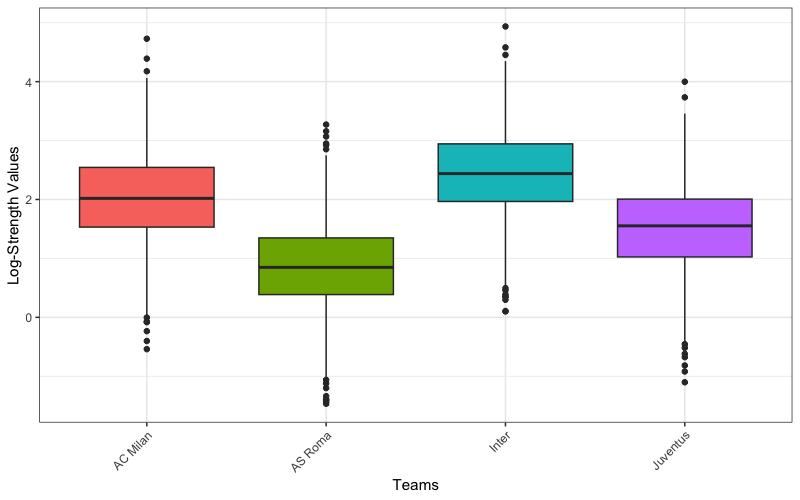 Log-Strength Values
4
2
0
AC Milan
AS Roma
Inter
Juventus
Teams